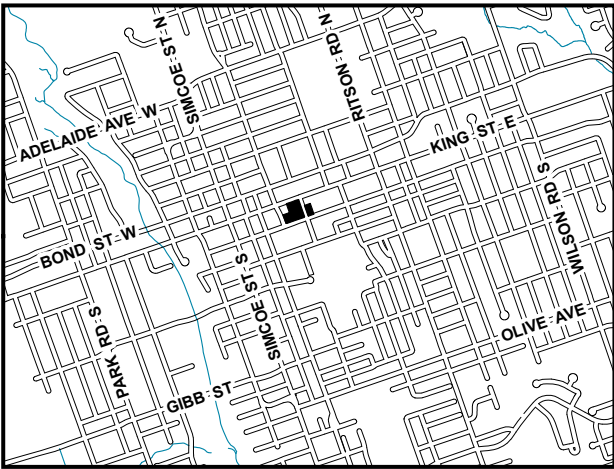 SIMCOE ST N
RITSON RD N
ADELAIDE AVE W
KING ST E
BOND ST W
WILSON RD S
SIMCOE ST S
PARK RD S
OLIVE AVE
GIBB ST